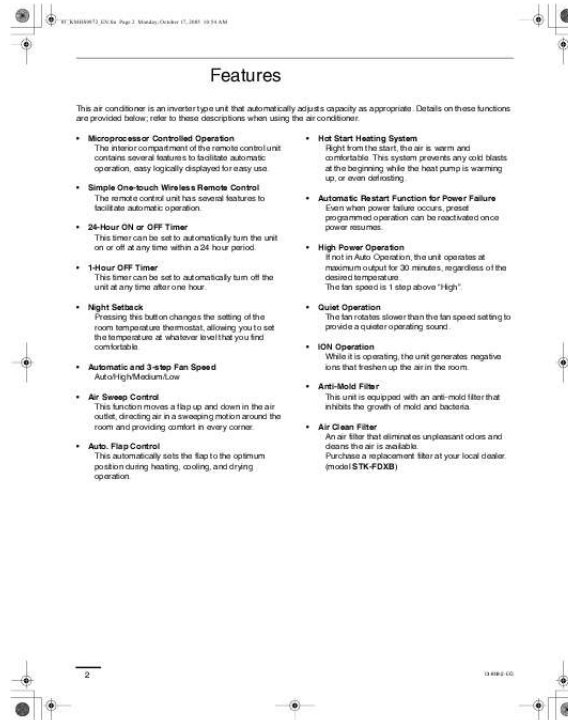 Features
This air conditioner is an inverter type unit that automatically adjusts capacity as appropriate. Details on these functions
are provided below; refer to these descriptions when using the air conditioner.
• Microprocessor Controlled Operation
The interior compartment of the remote control unit
contains several features to facilitate automatic
operation, easy logically displayed for easy use.
• Simple One-touch Wireless Remote Control
The remote control unit has several features to
facilitate automatic operation.
• 24-Hour ON or OFF Timer
This timer can be set to automatically turn the unit
on or off at any time within a 24 hour period.
• 1-Hour OFF Timer
This timer can be set to automatically turn off the
unit at any time after one hour.
• Night Setback
Pressing this button changes the setting of the
room temperature thermostat, allowing you to set
the temperature at whatever level that you find
comfortable.
• Automatic and 3-step Fan Speed
Auto/High/Medium/Low
• Air Sweep Control
This function moves a flap up and down in the air
outlet, directing air in a sweeping motion around the
room and providing comfort in every corner.
• Auto. Flap Control
This automatically sets the flap to the optimum
position during heating, cooling, and drying
operation.
• Hot Start Heating System
Right from the start, the air is warm and
comfortable. This system prevents any cold blasts
at the beginning while the heat pump is warming
up, or even defrosting.
• Automatic Restart Function for Power Failure
Even when power failure occurs, preset
programmed operation can be reactivated once
power resumes.
• High Power Operation
If not in Auto Operation, the unit operates at
maximum output for 30 minutes, regardless of the
desired temperature.
The fan speed is 1 step above "High".
• Quiet Operation
The fan rotates slower than the fan speed setting to
provide a quieter operating sound.
• ION Operation
While it is operating, the unit generates negative
ions that freshen up the air in the room.
• Anti-Mold Filter
This unit is equipped with an anti-mold filter that
inhibits the growth of mold and bacteria.
• Air Clean Filter
An air filter that eliminates unpleasant odors and
cleans the air is available.
Purchase a replacement filter at your local dealer.
(model STK-FDXB)
2